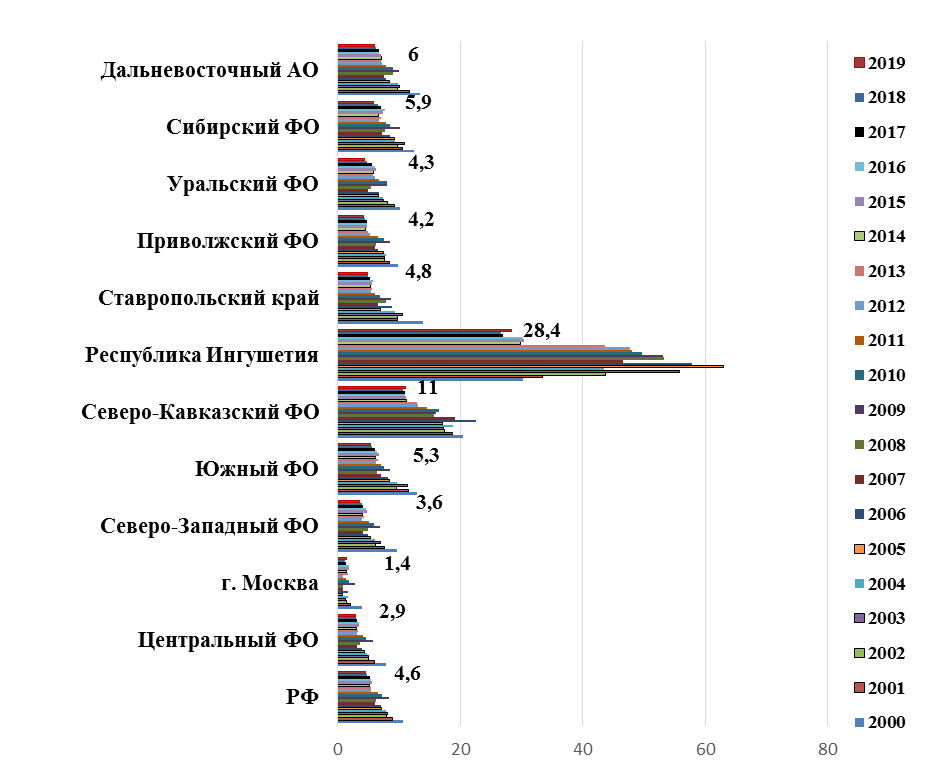 Дальневосточный АО
6
Сибирский ФО
5,9
Уральский ФО
4,3
Приволжский ФО
4,2
Ставропольский край
4,8
Республика Ингушетия
28,4
Северо-Кавказский ФО
11
Южный ФО
5,3
Северо-Западный ФО
3,6
г. Москва
1,4
Центральный ФО
2,9
РФ
4,6
0 20 40 60 80
2019
2018
2017
2016
2015
2014
2013
2012
2011
2010
2009
2008
2007
2006
2005
2004
2003
2002
2001
2000